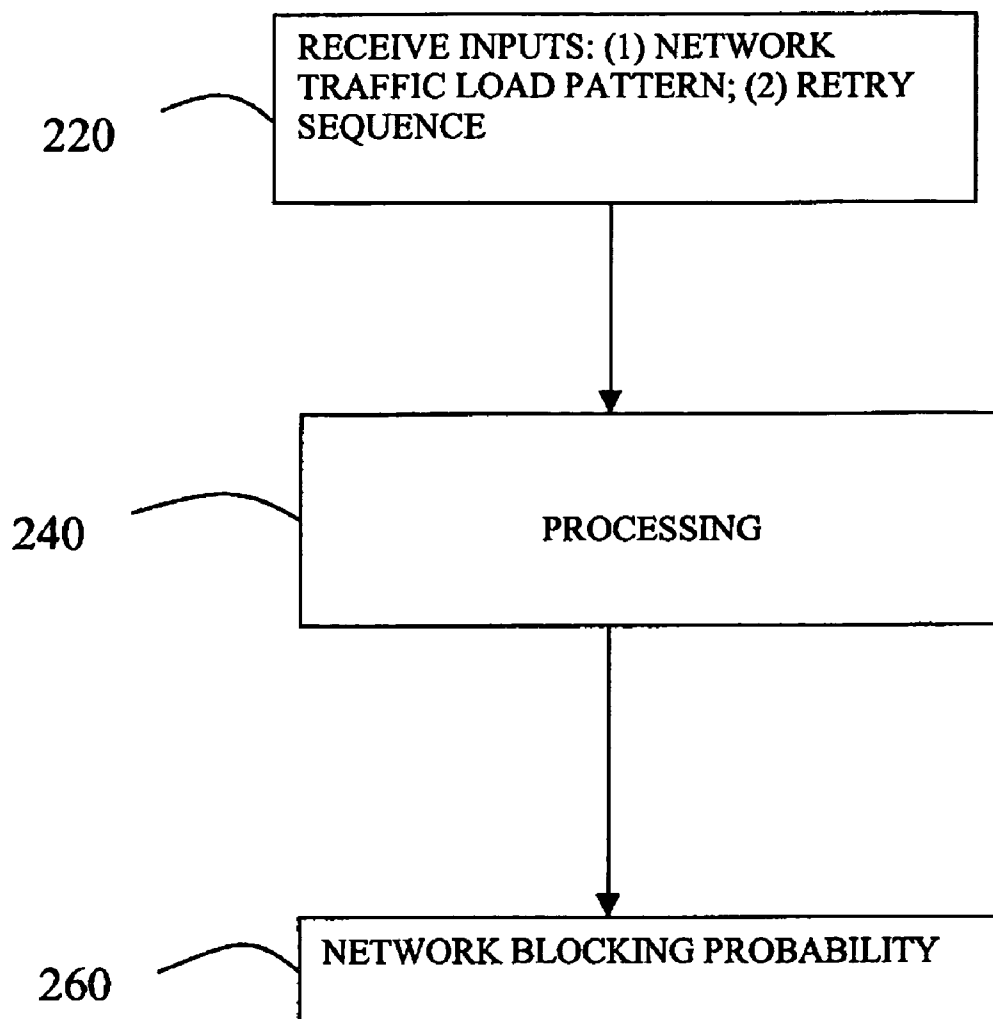 RECEIVE INPUTS: (1) NETWORK
TRAFFIC LOAD PATTERN; (2) RETRY
SEQUENCE
220
PROCESSING
240
NETWORK BLOCKING PROBABILITY
260